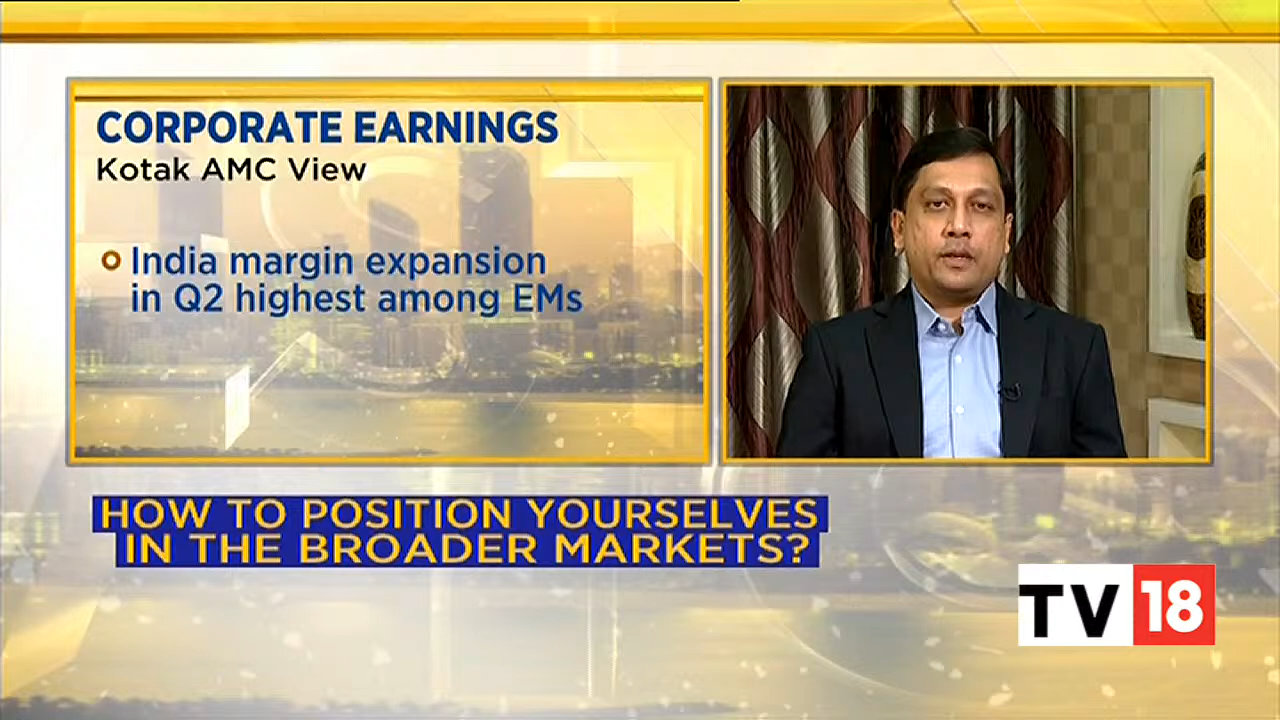 CORPORATE EARNINGS
Kotak AMC View
India margin expansion
in Q2 highest among EMs
HOW TO POSITION YOURSELVES
IN THE BROADER MARKETS?
TV18